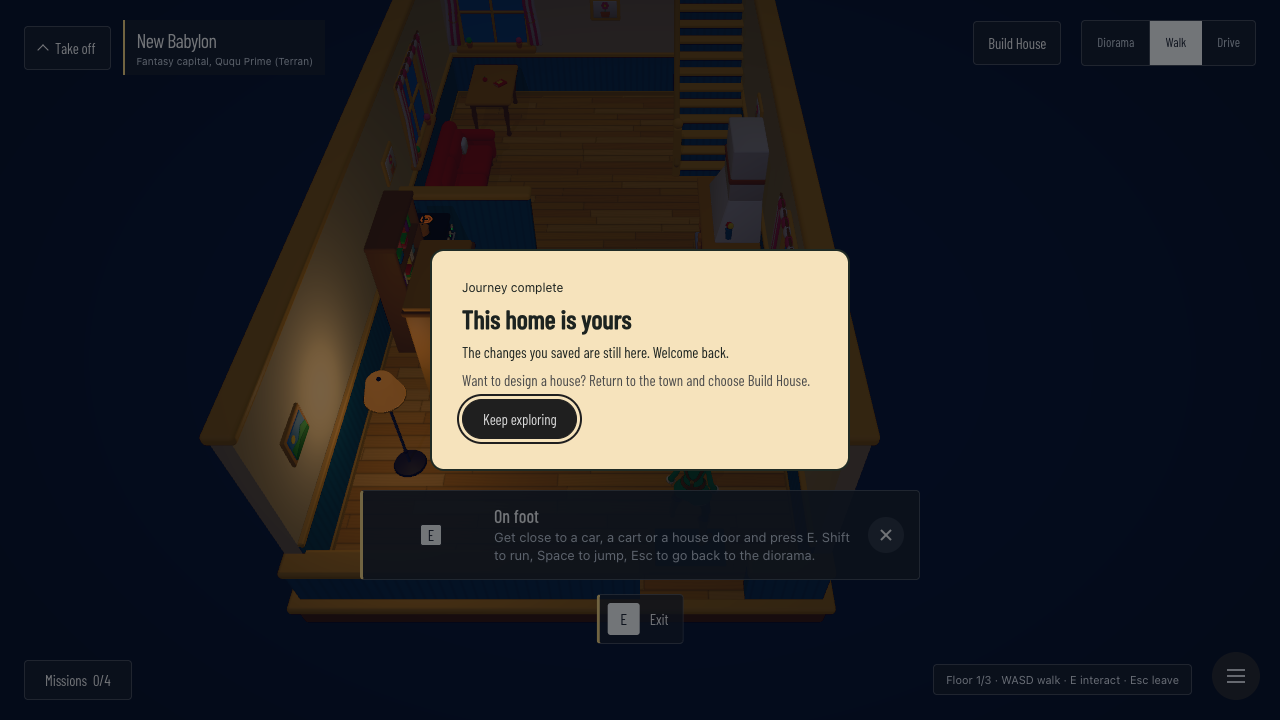 Take off
New Babylon
Fantasy capital, Ququ Prime (Terran)
Build House
Diorama
Walk
Drive
Journey complete
This home is yours
The changes you saved are still here. Welcome back.
Want to design a house? Return to the town and choose Build House.
Keep exploring
E
On foot
Get close to a car, a cart or a house door and press E. Shift
to run, Space to jump, Esc to go back to the diorama.
E
Exit
Missions 0/4
Floor 1/3 · WASD walk · E interact · Esc leave